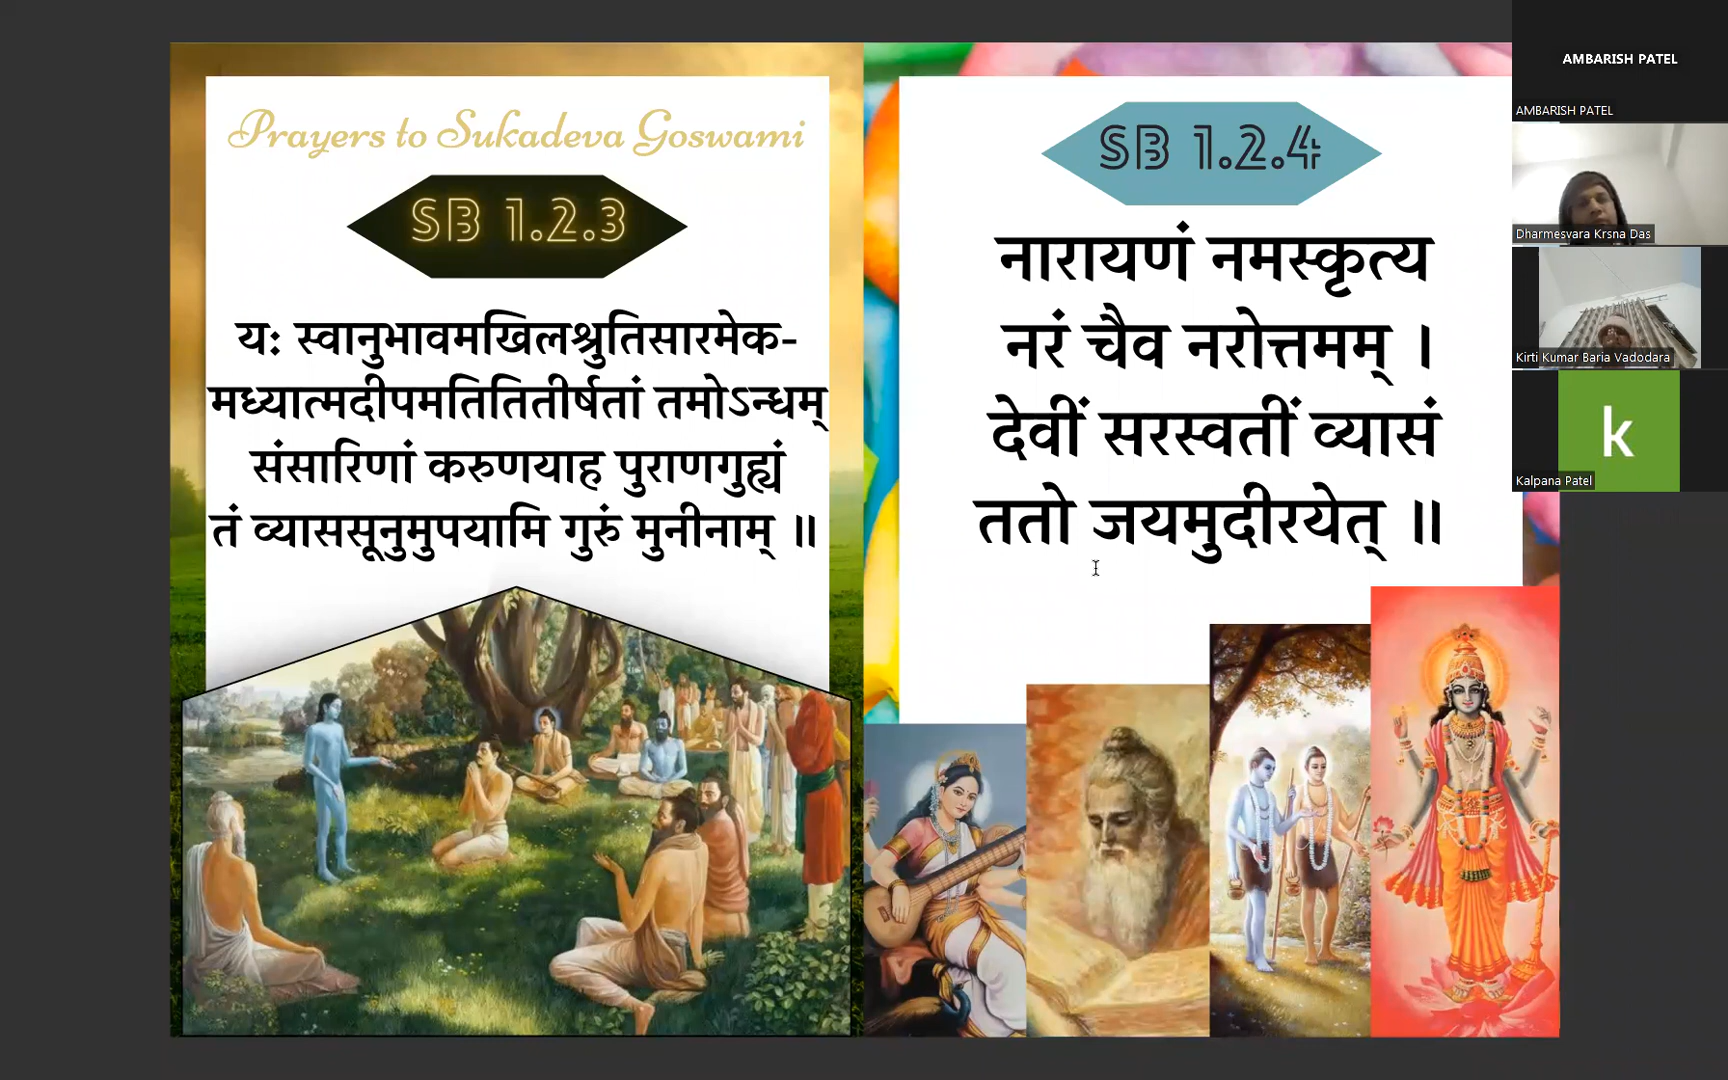 Prayers to Sukadeva Goswami
SB 1.2.3
यः स्वानुभावमखिलश्रुतिसारमेक-
मध्यात्मदीपमतितितीर्षतां तमोऽन्धम्
संसारिणां करुणयाह पुराणगुह्यं
तं व्याससूनुमुपयामि गुरुं मुनीनाम् ॥
SB 1.2.4
नारायणं नमस्कृत्य
नरं चैव नरोत्तमम् ।
देवीं सरस्वतीं व्यासं
ततो जयमुदीरयेत् ॥
AMBARISH PATEL
AMBARISH PATEL
Dharmesvara Krsna Das
Kirti Kumar Baria Vadodara
k
Kalpana Patel